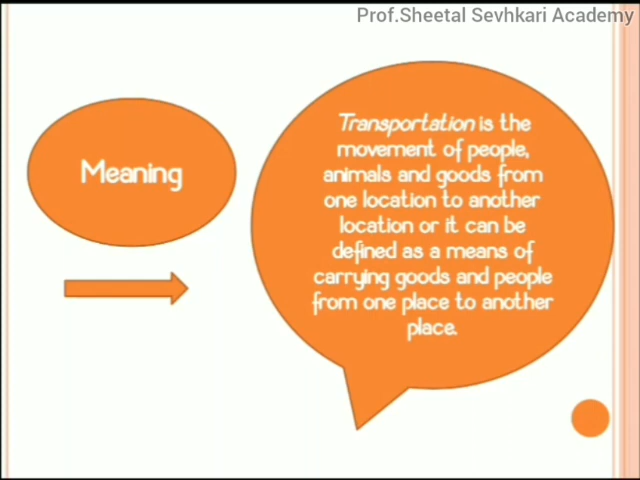 Prof.Sheetal Sevhkari Academy
Meaning
Transportation is the
movement of people,
animals and goods from
one location to another
location or it can be
defined as a means of
carrying goods and people
from one place to another
place.